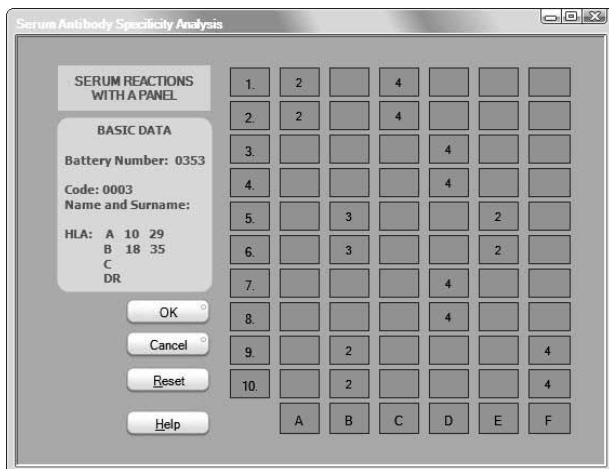 Serum Antibody Specificity Analysis
SERUM REACTIONS
WITH A PANEL
BASIC DATA
Battery Number: 0353
Code: 0003
Name and Surname:
HLA: A 10 29
B 18 35
C
DR
OK
Cancel
Reset
Help
1. 2 4
2. 2 4
3. 4
4. 4
5. 3 2
6. 3 2
7. 4
8. 4
9. 2 4
10. 2 4
A B C D E F